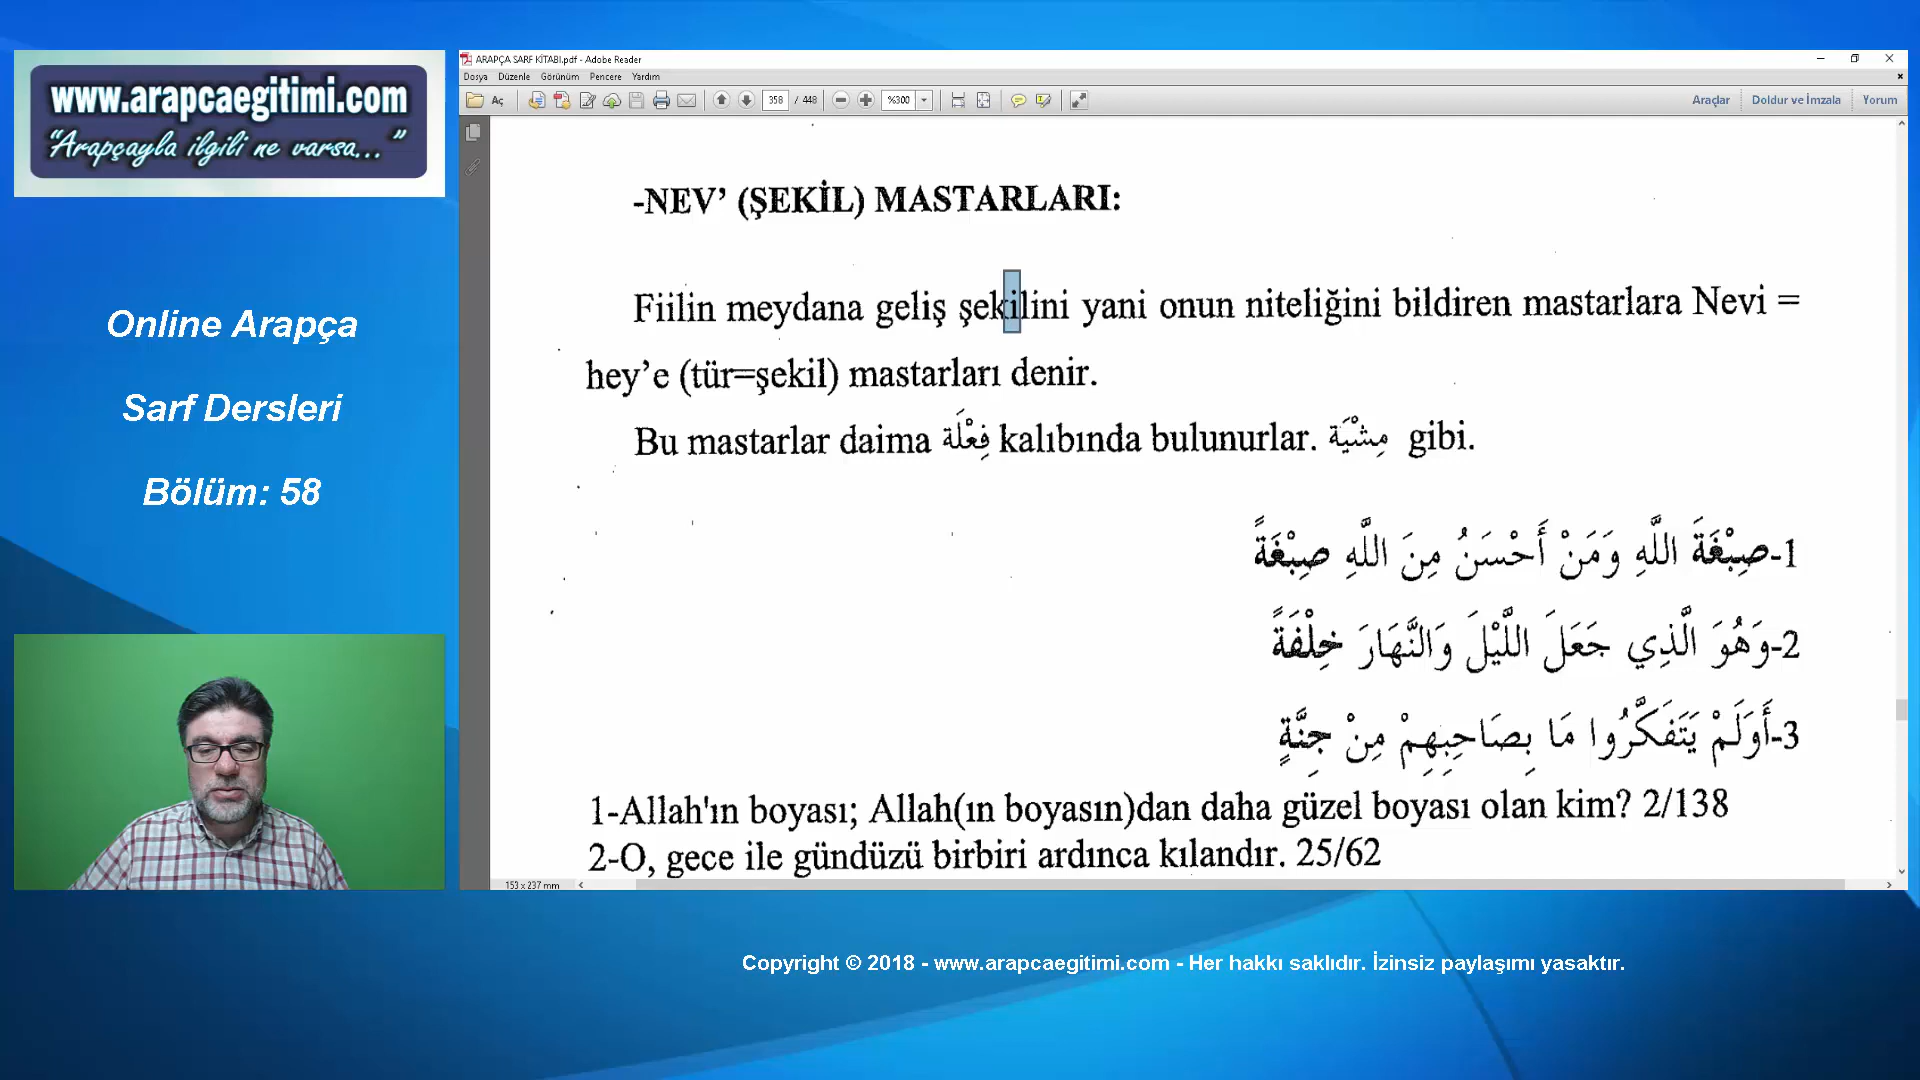 www.arapcaegitimi.com
“Arapçayla ilgili ne varsa...”
Online Arapça
Sarf Dersleri
Bölüm: 58
ARAPÇA SARF KİTABI.pdf - Adobe Reader
Dosya Düzenle Görünüm Pencere Yardım
Aç 358 / 448 %300 Araçlar Doldur ve İmzala Yorum
-NEV’ (ŞEKİL) MASTARLARI:
Fiilin meydana geliş şekilini yani onun niteliğini bildiren mastarlara Nevi =
hey’e (tür=şekil) mastarları denir.
Bu mastarlar daima فِعْلَة kalıbında bulunurlar. مِشْيَة gibi.
1-صِبْغَةَ اللَّهِ وَمَنْ أَحْسَنُ مِنَ اللَّهِ صِبْغَةً
2-وَهُوَ الَّذِي جَعَلَ اللَّيْلَ وَالنَّهَارَ خِلْفَةً
3-أَوَلَمْ يَتَفَكَّرُوا مَا بِصَاحِبِهِمْ مِنْ جِنَّةٍ
1-Allah'ın boyası; Allah(ın boyasın)dan daha güzel boyası olan kim? 2/138
2-O, gece ile gündüzü birbiri ardınca kılandır. 25/62
153 x 237 mm
Copyright © 2018 - www.arapcaegitimi.com - Her hakkı saklıdır. İzinsiz paylaşımı yasaktır.